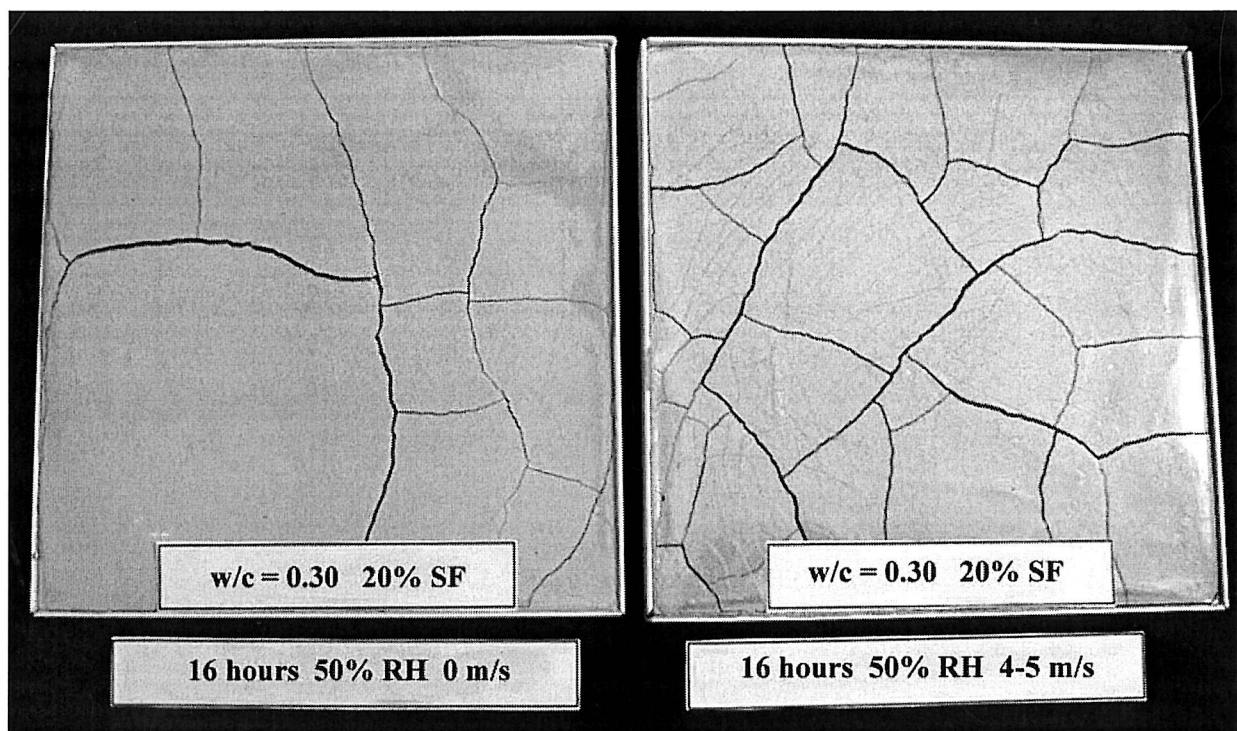 w/c = 0.30 20% SF
w/c = 0.30 20% SF
16 hours 50% RH 0 m/s
16 hours 50% RH 4-5 m/s